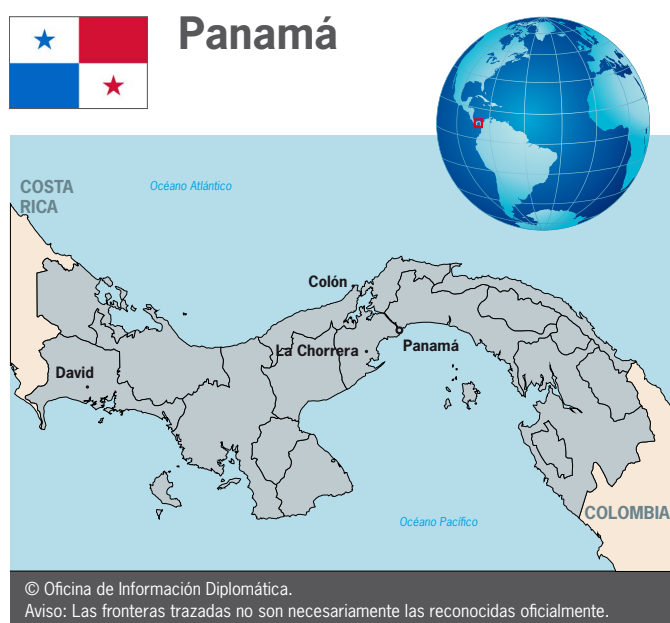 Panamá
COSTA
RICA
Océano Atlántico
Colón
La Chorrera
Panamá
David
COLOMBIA
Océano Pacífico
© Oficina de Información Diplomática.
Aviso: Las fronteras trazadas no son necesariamente las reconocidas oficialmente.